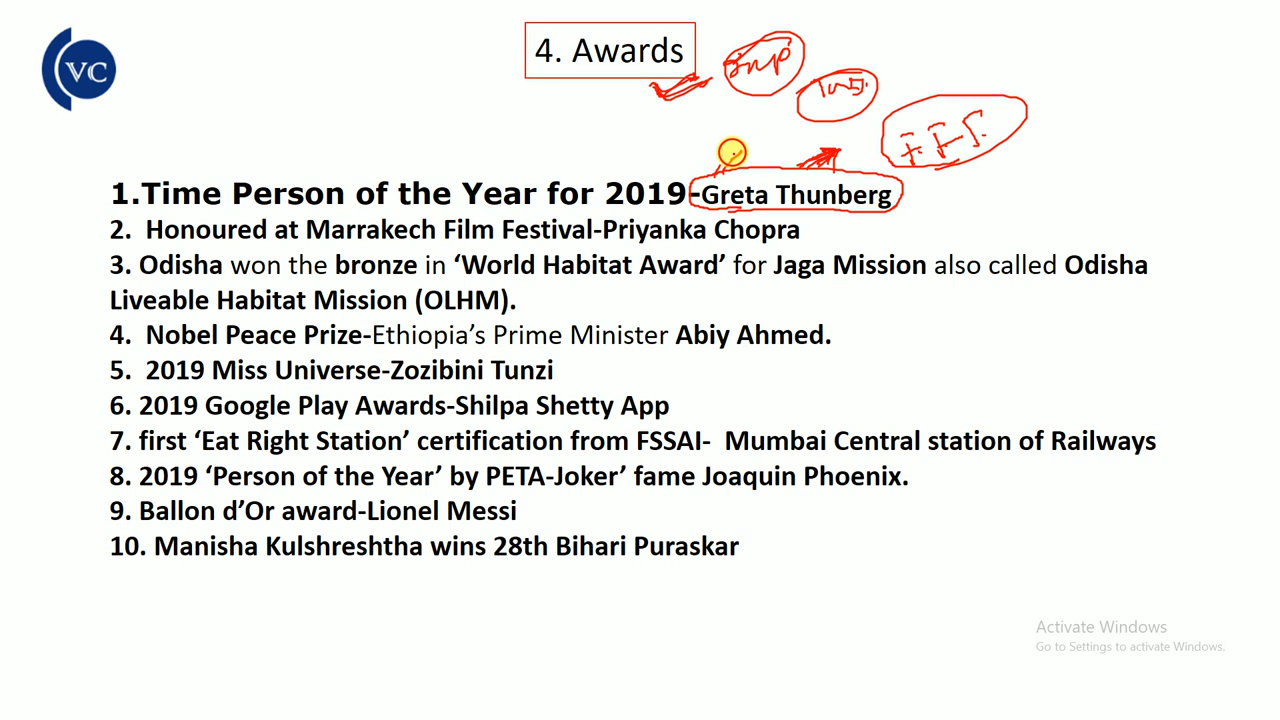 VC
4. Awards
1.Time Person of the Year for 2019-Greta Thunberg
2. Honoured at Marrakech Film Festival-Priyanka Chopra
3. Odisha won the bronze in ‘World Habitat Award’ for Jaga Mission also called Odisha
Liveable Habitat Mission (OLHM).
4. Nobel Peace Prize-Ethiopia’s Prime Minister Abiy Ahmed.
5. 2019 Miss Universe-Zozibini Tunzi
6. 2019 Google Play Awards-Shilpa Shetty App
7. first ‘Eat Right Station’ certification from FSSAI- Mumbai Central station of Railways
8. 2019 ‘Person of the Year’ by PETA-Joker’ fame Joaquin Phoenix.
9. Ballon d’Or award-Lionel Messi
10. Manisha Kulshreshtha wins 28th Bihari Puraskar
Activate Windows
Go to Settings to activate Windows.